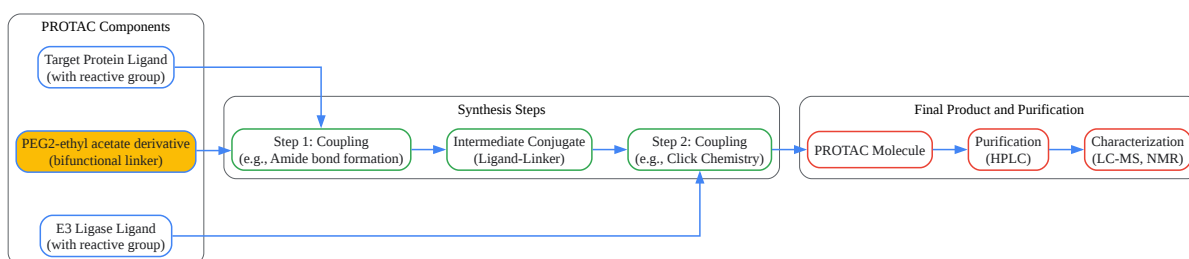 PROTAC Components
Target Protein Ligand
(with reactive group)
PEG2-ethyl acetate derivative
(bifunctional linker)
E3 Ligase Ligand
(with reactive group)
Synthesis Steps
Step 1: Coupling
(e.g., Amide bond formation)
Intermediate Conjugate
(Ligand-Linker)
Step 2: Coupling
(e.g., Click Chemistry)
Final Product and Purification
PROTAC Molecule
Purification
(HPLC)
Characterization
(LC-MS, NMR)